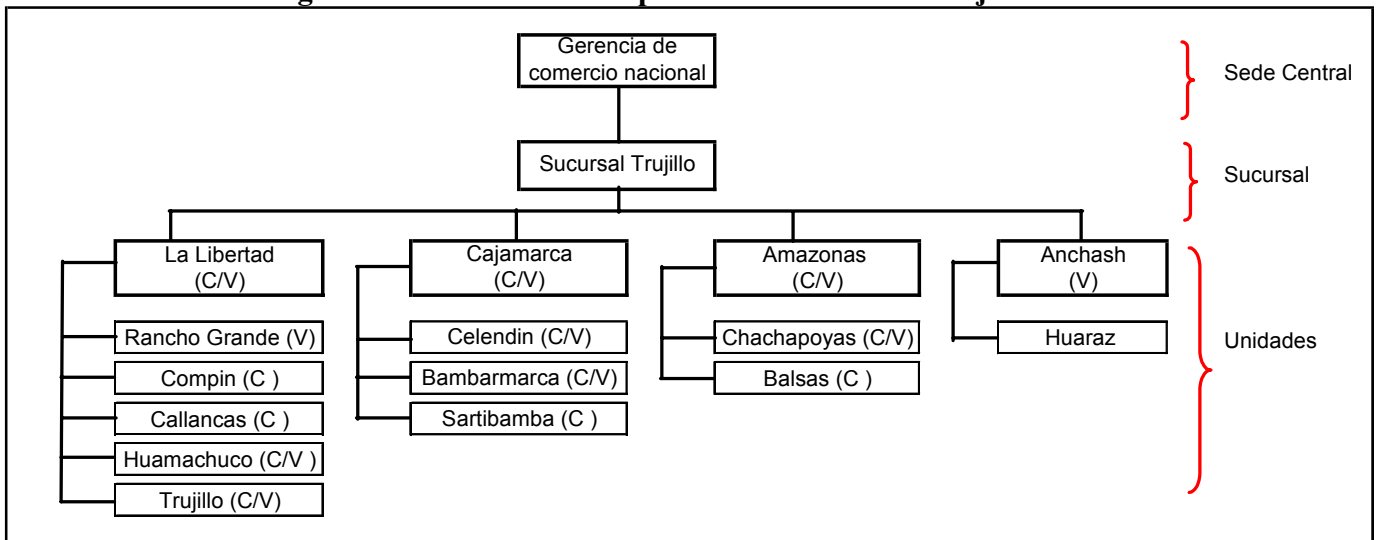 Gerencia de
comercio nacional
Sede Central
Sucursal Trujillo
Sucursal
La Libertad
(C/V)
Cajamarca
(C/V)
Amazonas
(C/V)
Anchash
(V)
Rancho Grande (V)
Compin (C )
Callancas (C )
Huamachuco (C/V )
Trujillo (C/V)
Celendin (C/V)
Bambarmarca (C/V)
Sartibamba (C )
Chachapoyas (C/V)
Balsas (C )
Huaraz
Unidades